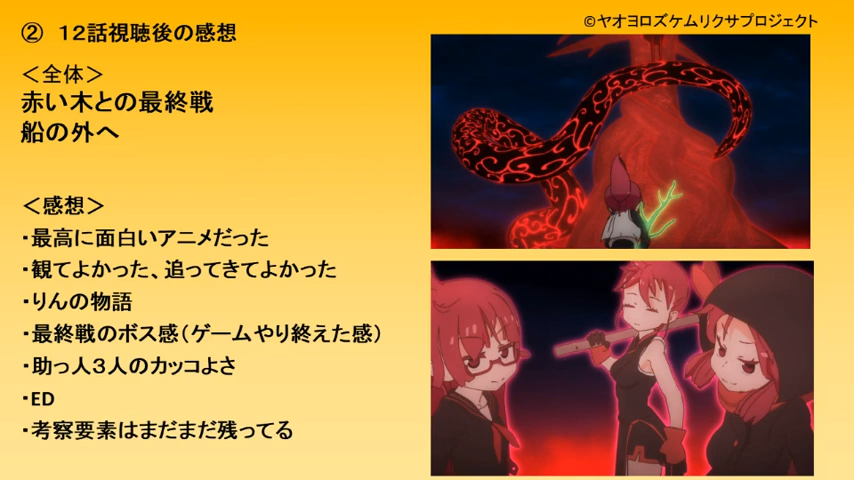 ©ヤオヨロズケムリクサプロジェクト
② 12話視聴後の感想
<全体>
赤い木との最終戦
船の外へ
<感想>
・最高に面白いアニメだった
・観てよかった、追ってきてよかった
・りんの物語
・最終戦のボス感(ゲームやり終えた感)
・助っ人3人のカッコよさ
・ED
・考察要素はまだまだ残ってる